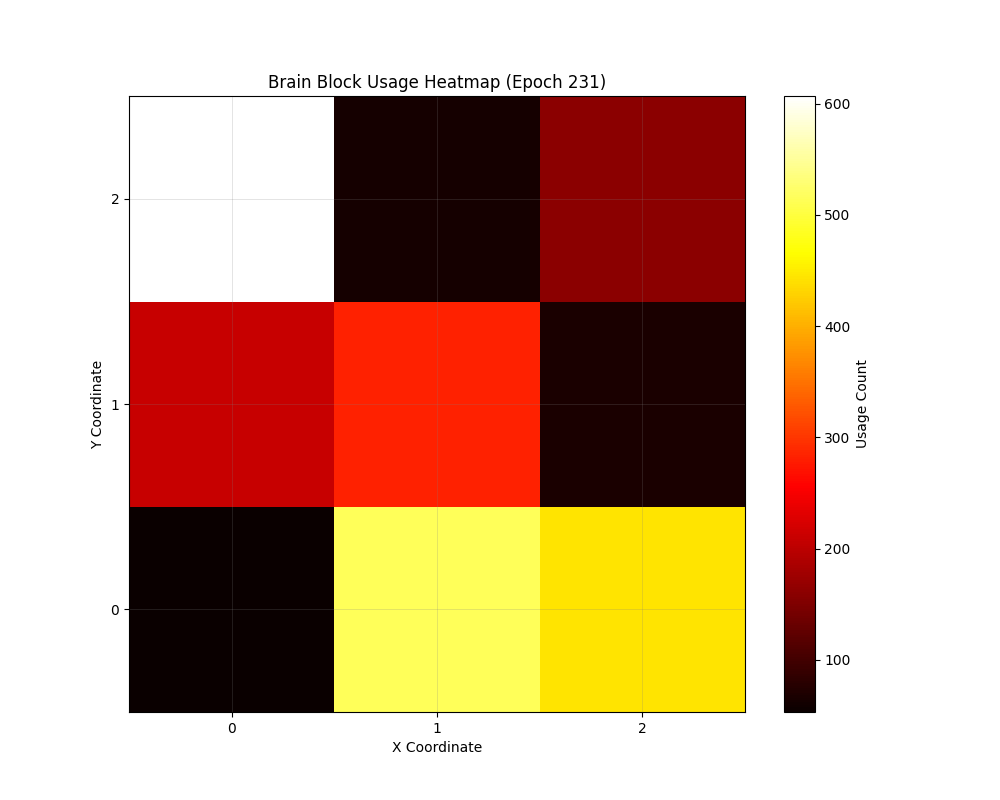 Brain Block Usage Heatmap (Epoch 231)
Y Coordinate
2
1
0
0 1 2
X Coordinate
600
500
400
300
200
100
Usage Count